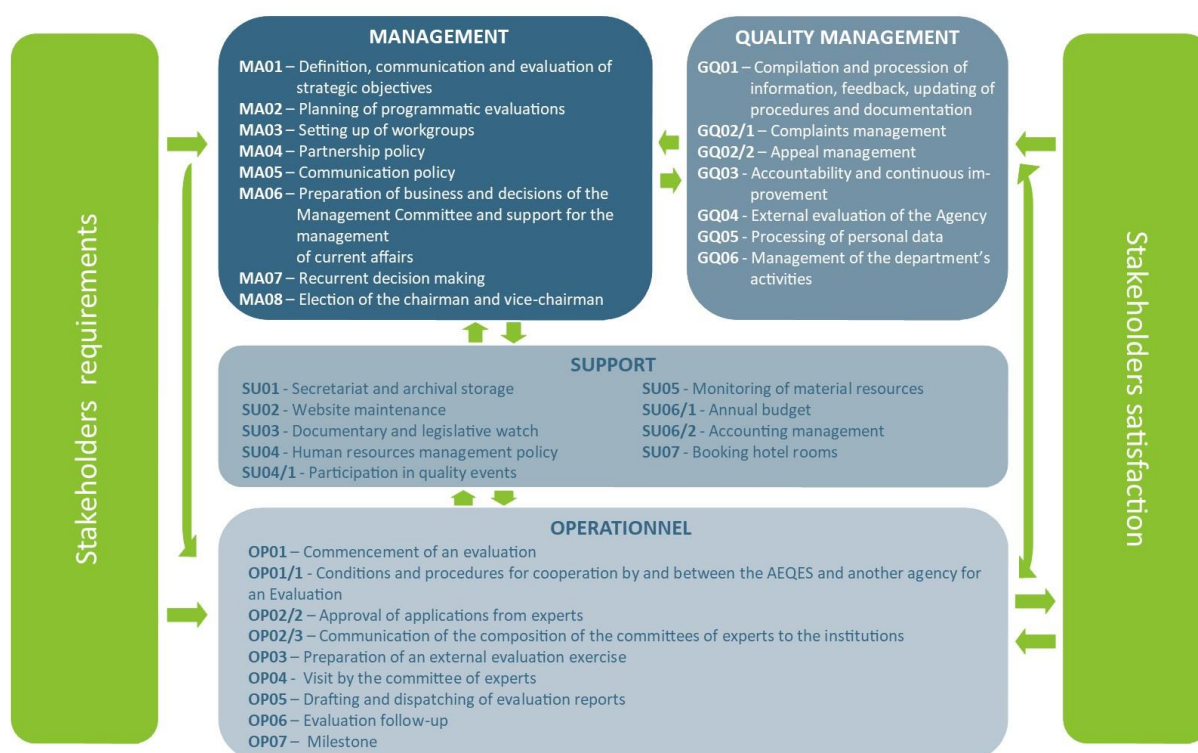 Stakeholders requirements
MANAGEMENT
MA01 – Definition, communication and evaluation of
strategic objectives
MA02 – Planning of programmatic evaluations
MA03 – Setting up of workgroups
MA04 – Partnership policy
MA05 – Communication policy
MA06 – Preparation of business and decisions of the
Management Committee and support for the
management
of current affairs
MA07 – Recurrent decision making
MA08 – Election of the chairman and vice-chairman
QUALITY MANAGEMENT
GQ01 – Compilation and procession of
information, feedback, updating of
procedures and documentation
GQ02/1 – Complaints management
GQ02/2 – Appeal management
GQ03 - Accountability and continuous im-
provement
GQ04 - External evaluation of the Agency
GQ05 - Processing of personal data
GQ06 - Management of the department's
activities
SUPPORT
SU01 - Secretariat and archival storage
SU02 - Website maintenance
SU03 - Documentary and legislative watch
SU04 - Human resources management policy
SU04/1 - Participation in quality events
SU05 - Monitoring of material resources
SU06/1 - Annual budget
SU06/2 - Accounting management
SU07 - Booking hotel rooms
OPERATIONNEL
OP01 – Commencement of an evaluation
OP01/1 - Conditions and procedures for cooperation by and between the AEQES and another agency for
an Evaluation
OP02/2 – Approval of applications from experts
OP02/3 – Communication of the composition of the committees of experts to the institutions
OP03 – Preparation of an external evaluation exercise
OP04 - Visit by the committee of experts
OP05 – Drafting and dispatching of evaluation reports
OP06 – Evaluation follow-up
OP07 – Milestone
Stakeholders satisfaction